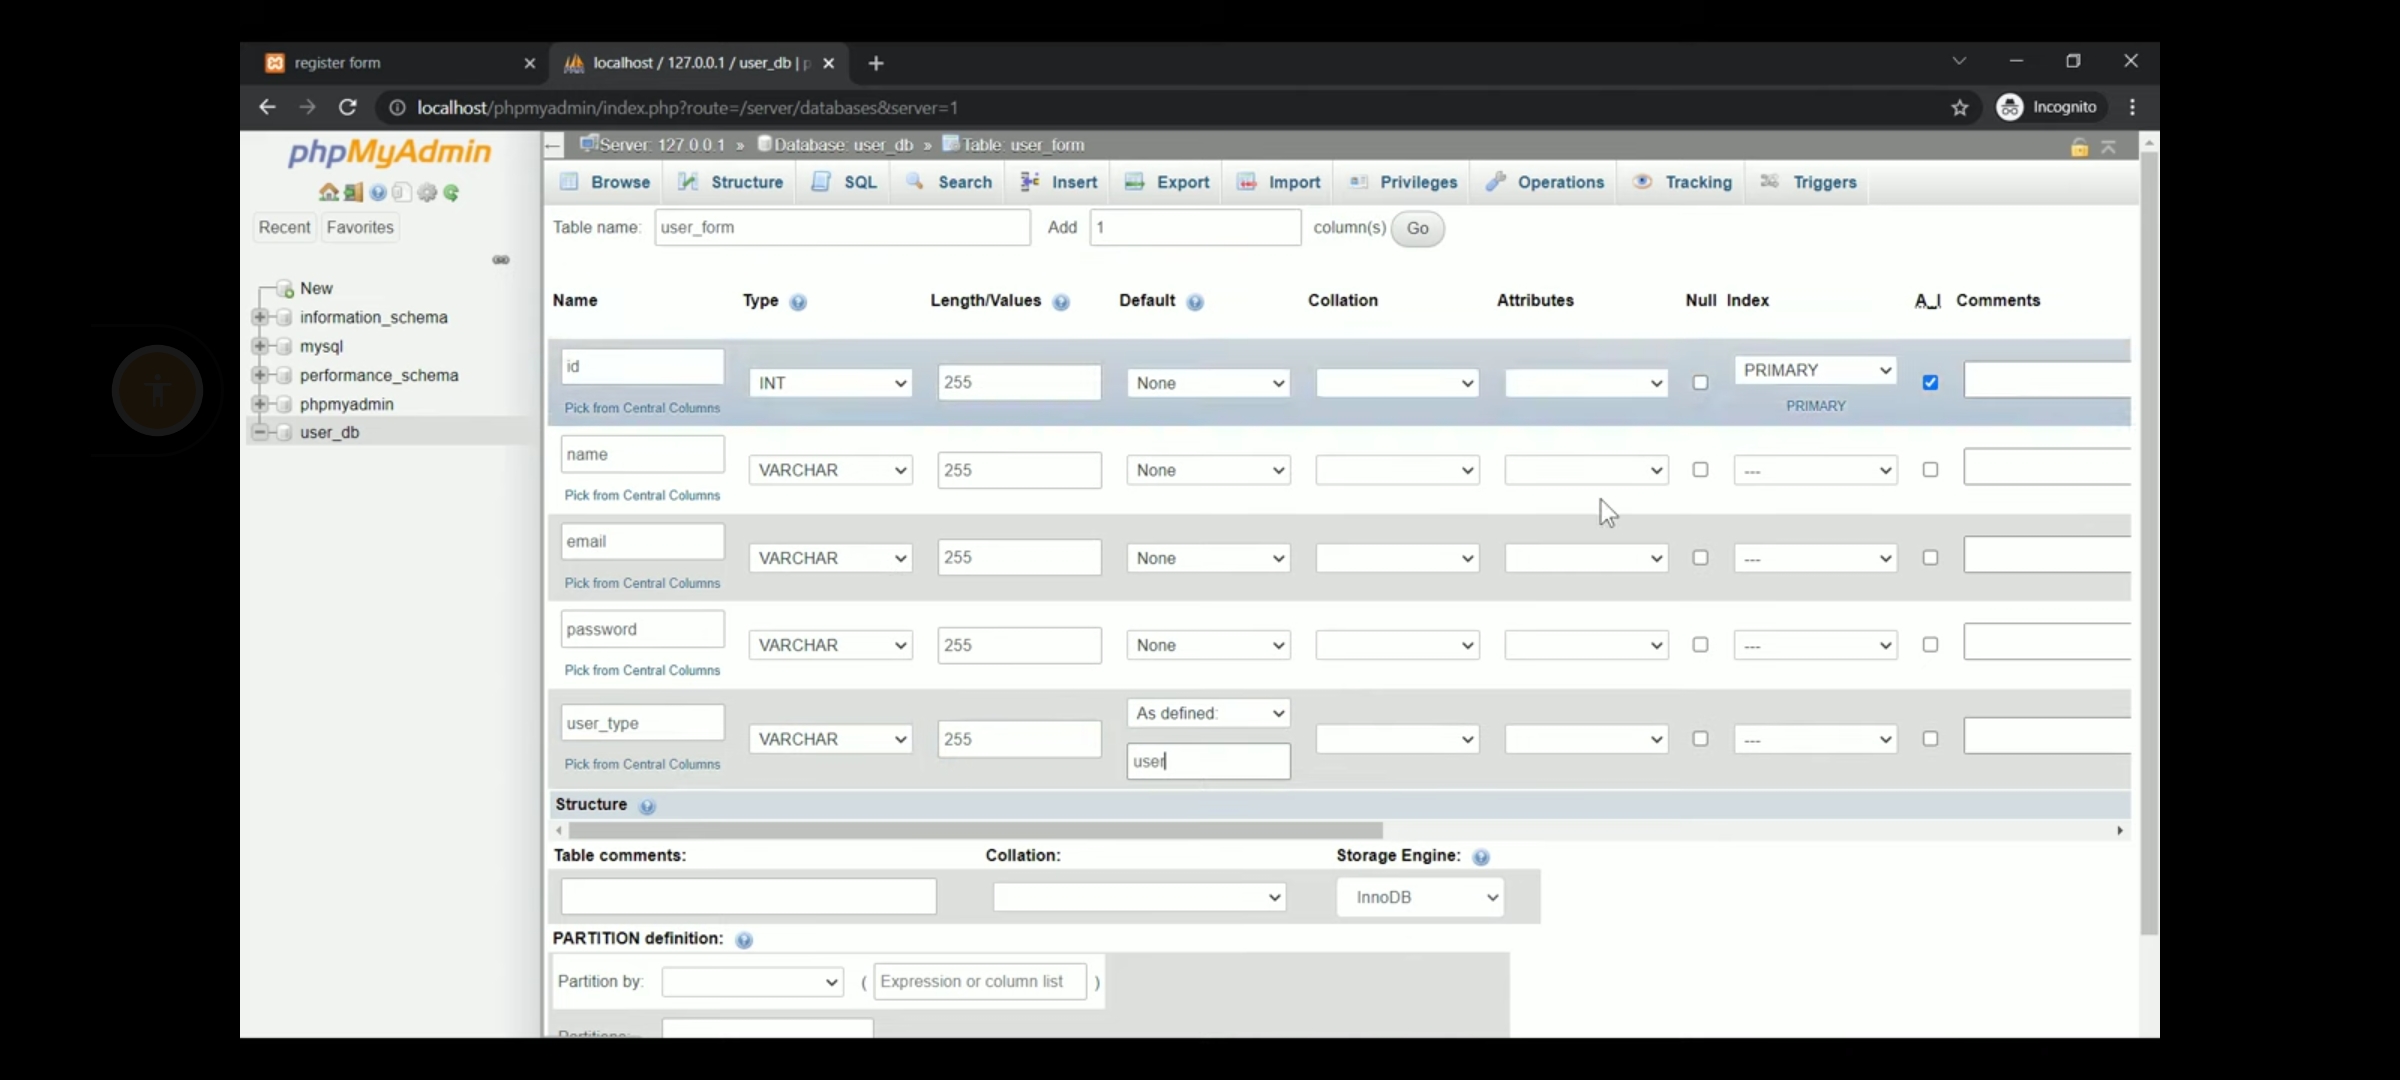 register form
localhost / 127.0.0.1 / user_db | p
localhost/phpmyadmin/index.php?route=/server/databases&server=1
Incognito
phpMyAdmin
Recent Favorites
New
information_schema
mysql
performance_schema
phpmyadmin
user_db
Server: 127.0.0.1 » Database: user_db » Table: user_form
Browse Structure SQL Search Insert Export Import Privileges Operations Tracking Triggers
Table name: user_form Add 1 column(s) Go
Name Type Length/Values Default Collation Attributes Null Index A_I Comments
id INT 255 None PRIMARY
Pick from Central Columns PRIMARY
name VARCHAR 255 None ---
Pick from Central Columns
email VARCHAR 255 None ---
Pick from Central Columns
password VARCHAR 255 None ---
Pick from Central Columns
As defined:
user_type VARCHAR 255 ---
user
Pick from Central Columns
Structure
Table comments: Collation: Storage Engine:
InnoDB
PARTITION definition:
Partition by: ( Expression or column list )
Partitions: